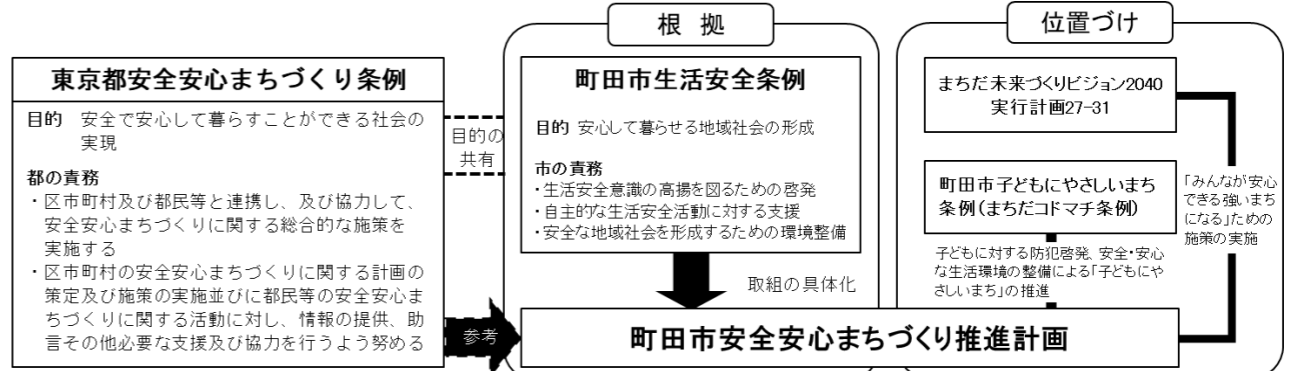 東京都安全安心まちづくり条例
目的 安全で安心して暮らすことができる社会の
実現
都の責務
・区市町村及び都民等と連携し、及び協力して、
安全安心まちづくりに関する総合的な施策を
実施する
・区市町村の安全安心まちづくりに関する計画の
策定及び施策の実施並びに都民等の安全安心ま
ちづくりに関する活動に対し、情報の提供、助
言その他必要な支援及び協力を行うよう努める
目的の
共有
参考
根 拠
町田市生活安全条例
目的 安心して暮らせる地域社会の形成
市の責務
・生活安全意識の高揚を図るための啓発
・自主的な生活安全活動に対する支援
・安全な地域社会を形成するための環境整備
取組の具体化
位置づけ
まちだ未来づくりビジョン2040
実行計画27-31
町田市子どもにやさしいまち
条例(まちだコドマチ条例)
子どもに対する防犯啓発、安全・安心
な生活環境の整備による「子どもにや
さしいまち」の推進
「みんなが安心
できる強いまち
になる」ための
施策の実施
町田市安全安心まちづくり推進計画